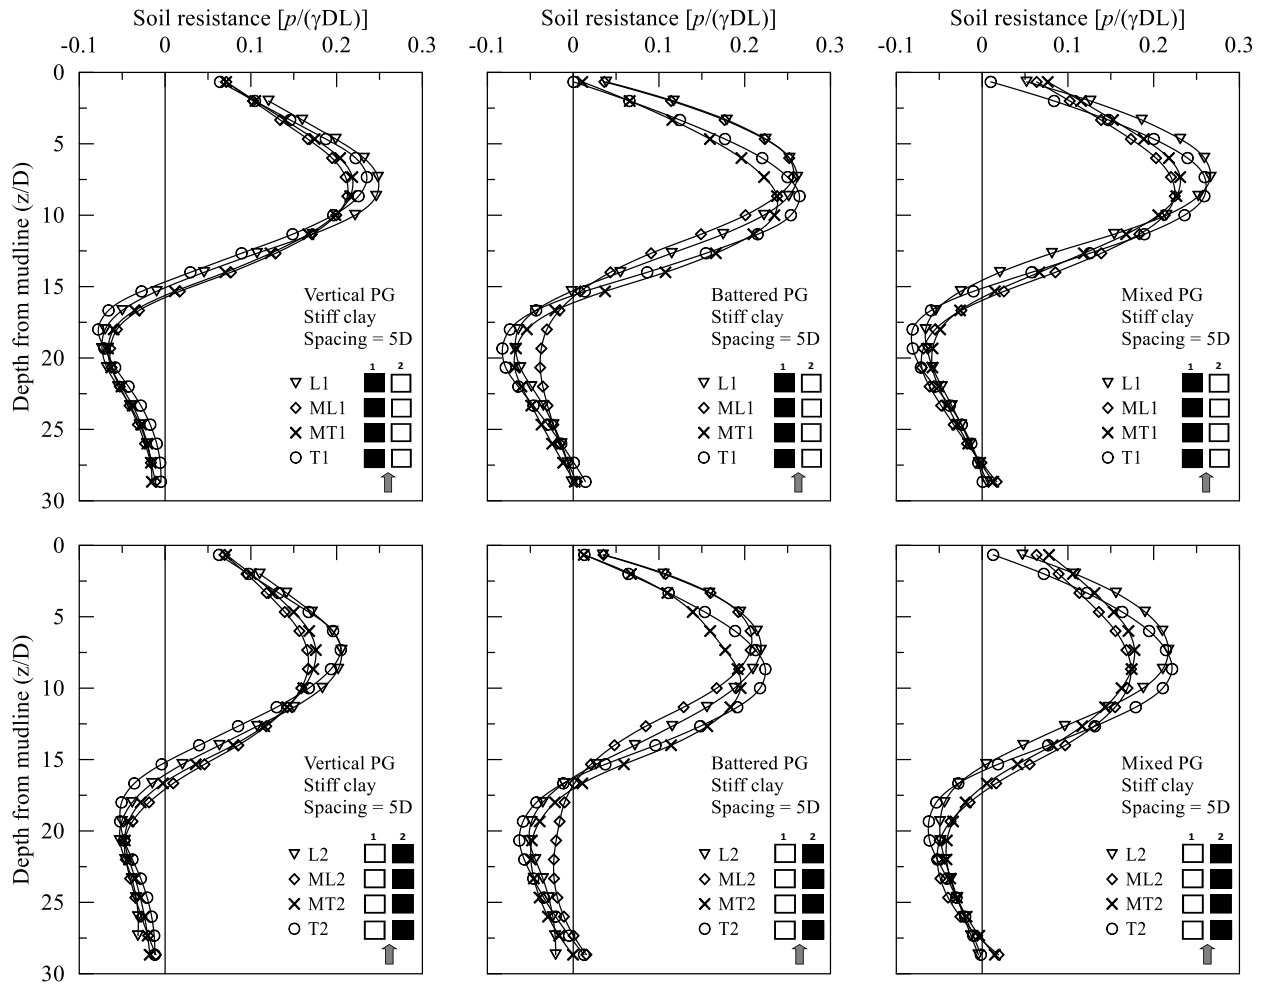 Soil resistance [p/(γDL)] Soil resistance [p/(γDL)] Soil resistance [p/(γDL)]
-0.1 0 0.1 0.2 0.3 -0.1 0 0.1 0.2 0.3 -0.1 0 0.1 0.2 0.3
Depth from mudline (z/D)
0
5
10
15
20
25
30
Vertical PG
Stiff clay
Spacing = 5D
1 2
L1
ML1
MT1
T1
Battered PG
Stiff clay
Spacing = 5D
1 2
L1
ML1
MT1
T1
Mixed PG
Stiff clay
Spacing = 5D
1 2
L1
ML1
MT1
T1
Depth from mudline (z/D)
0
5
10
15
20
25
30
Vertical PG
Stiff clay
Spacing = 5D
1 2
L2
ML2
MT2
T2
Battered PG
Stiff clay
Spacing = 5D
1 2
L2
ML2
MT2
T2
Mixed PG
Stiff clay
Spacing = 5D
1 2
L2
ML2
MT2
T2